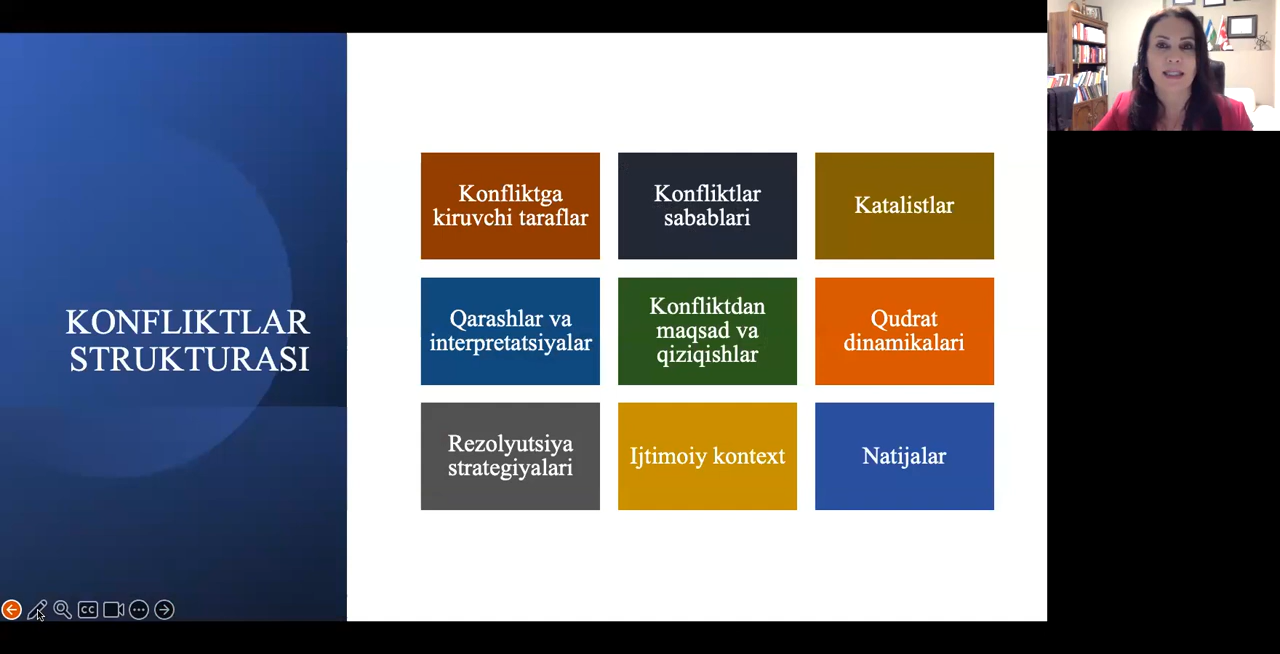 KONFLIKTLAR
STRUKTURASI
Konfliktga
kiruvchi taraflar
Konfliktlar
sabablari
Katalistlar
Qarashlar va
interpretatsiyalar
Konfliktdan
maqsad va
qiziqishlar
Qudrat
dinamikalari
Rezolyutsiya
strategiyalari
Ijtimoiy kontext
Natijalar
CC